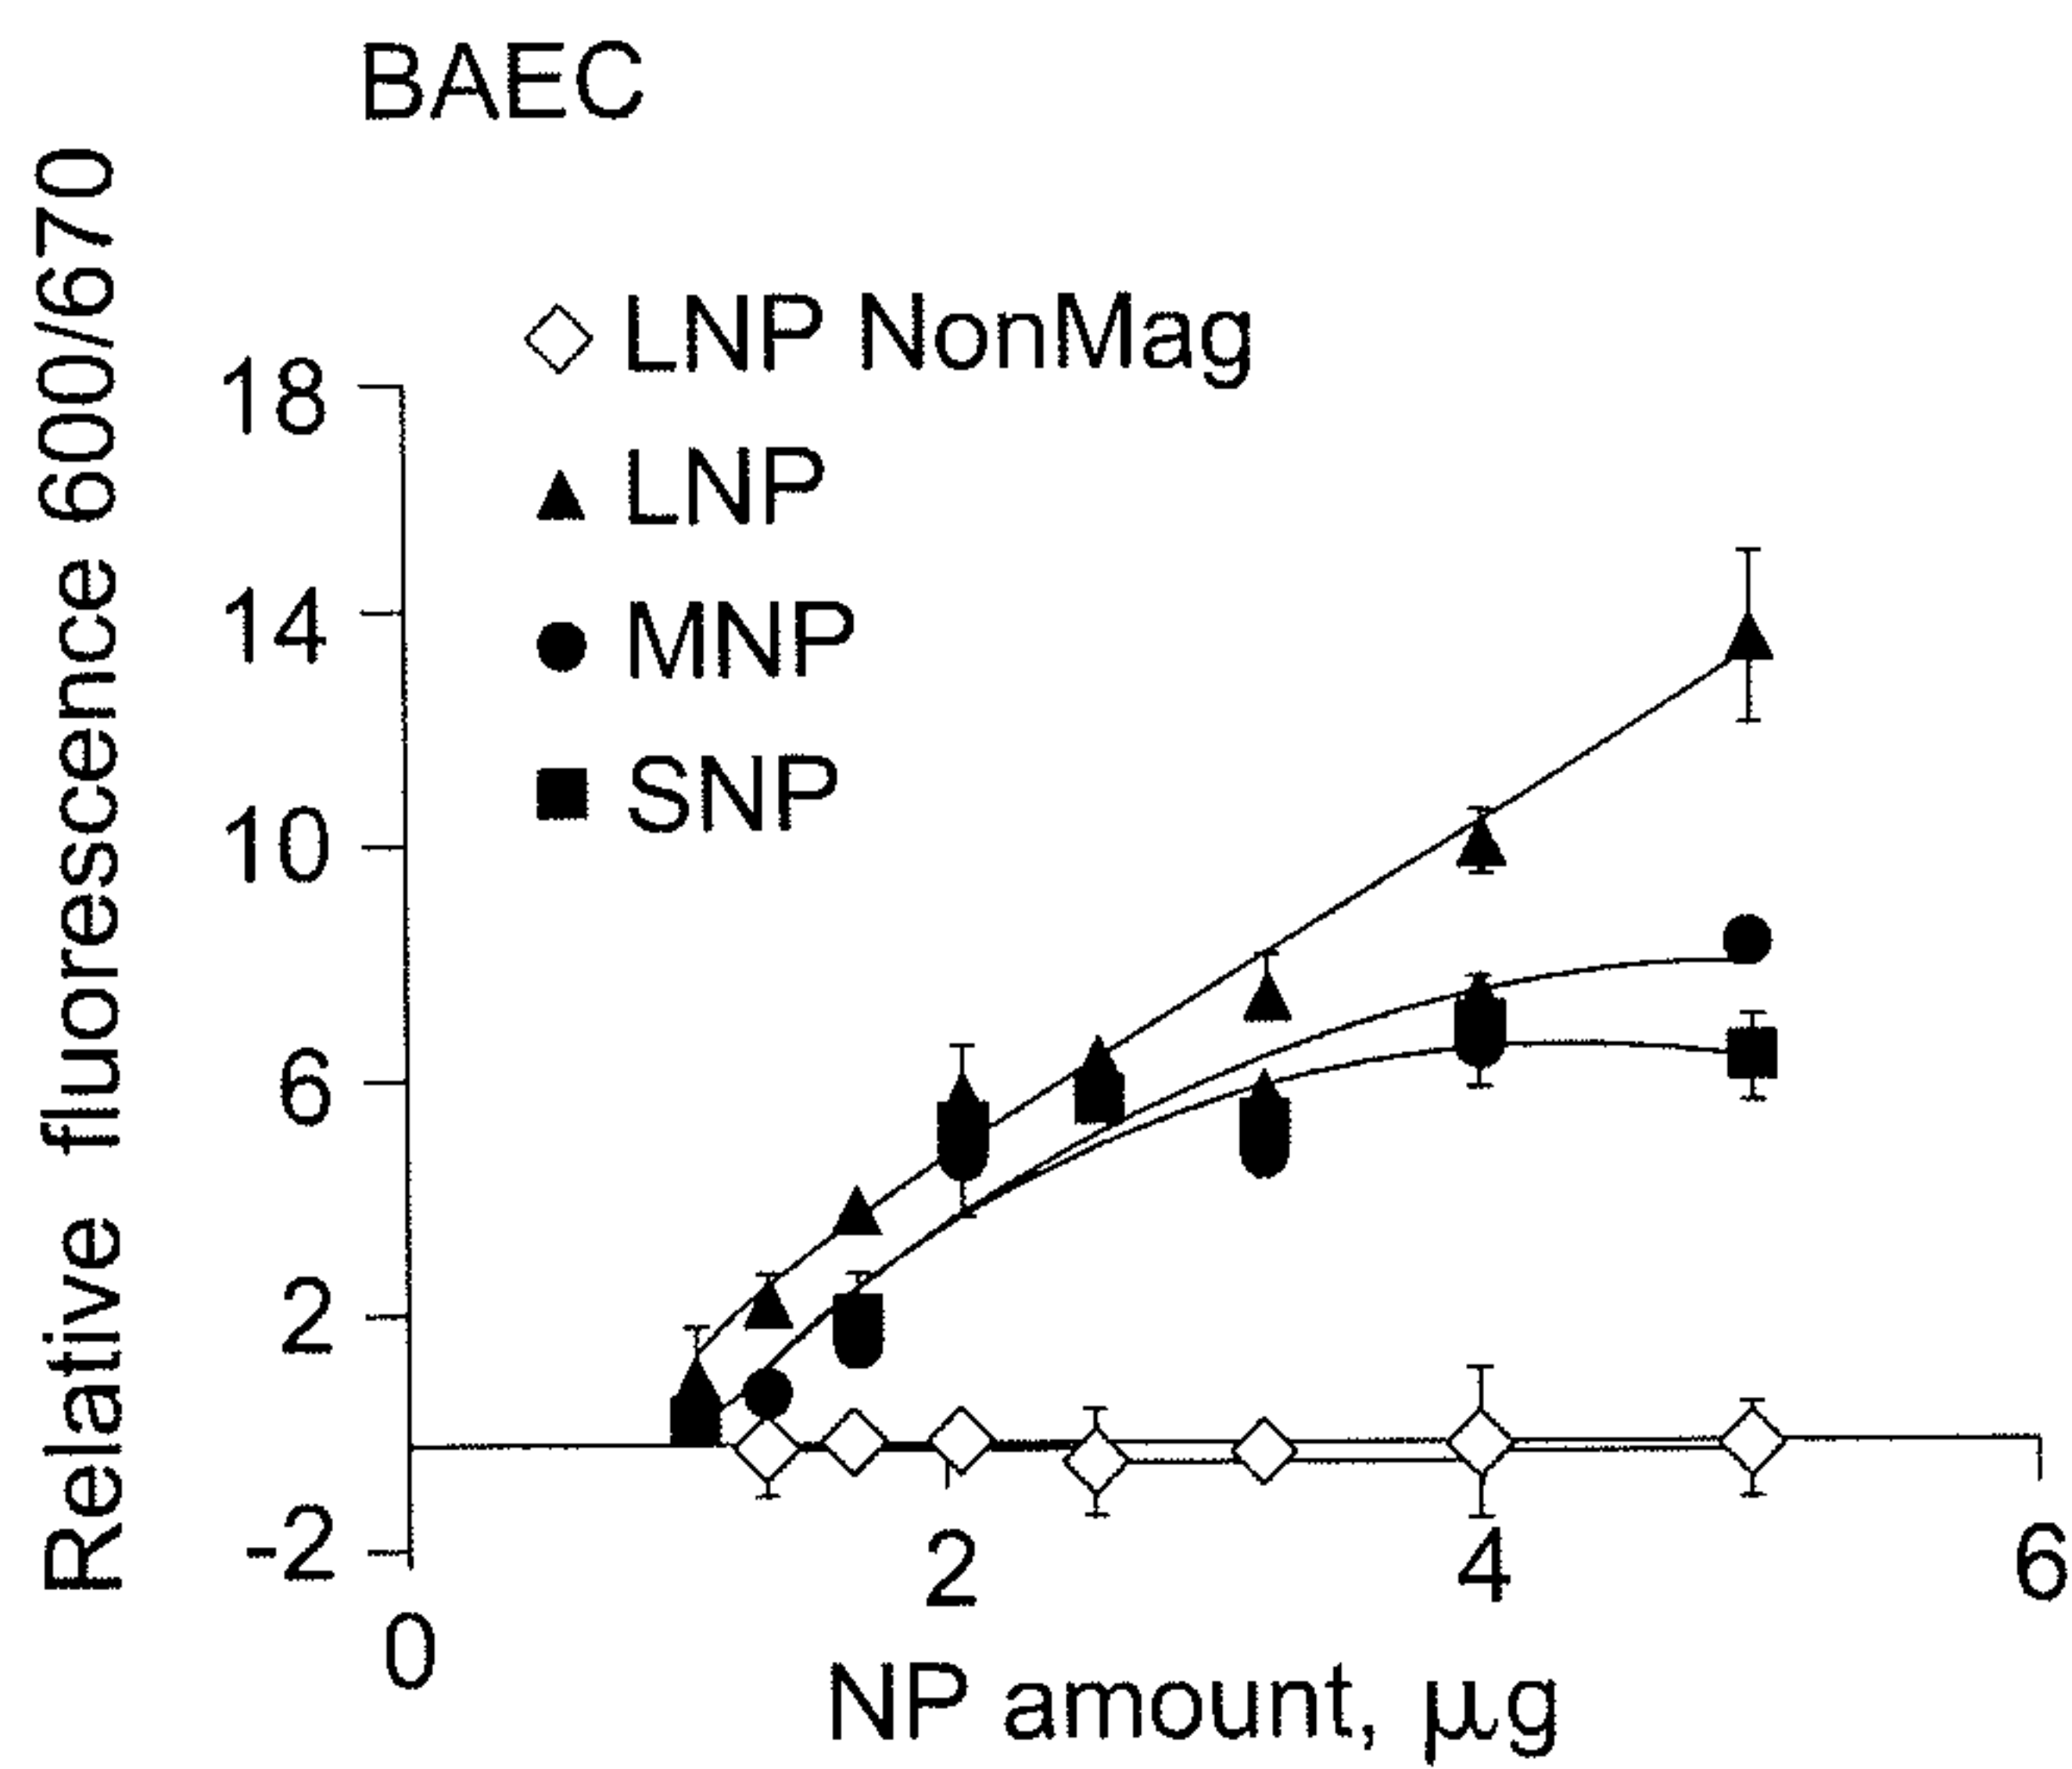 BAEC
Relative fluorescence 600/670
LNP NonMag
LNP
MNP
SNP
18
14
10
6
2
-2
0
2
4
6
NP amount, µg